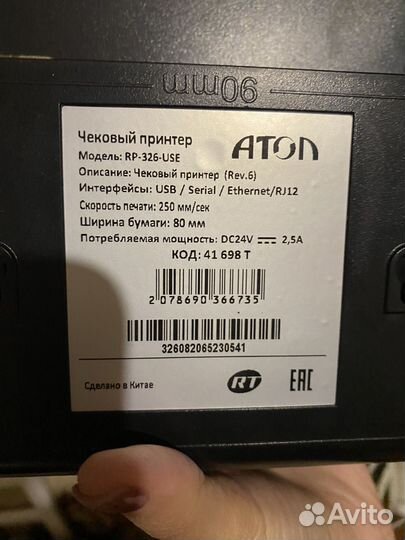 90mm
Чековый принтер
АТОЛ
Модель: RP-326-USE
Описание: Чековый принтер (Rev.6)
Интерфейсы: USB / Serial / Ethernet/RJ12
Скорость печати: 250 мм/сек
Ширина бумаги: 80 мм
Потребляемая мощность: DC24V 2,5A
КОД: 41 698 T
2 078690 366735
326082065230541
Сделано в Китае
RT
EAC
Avito